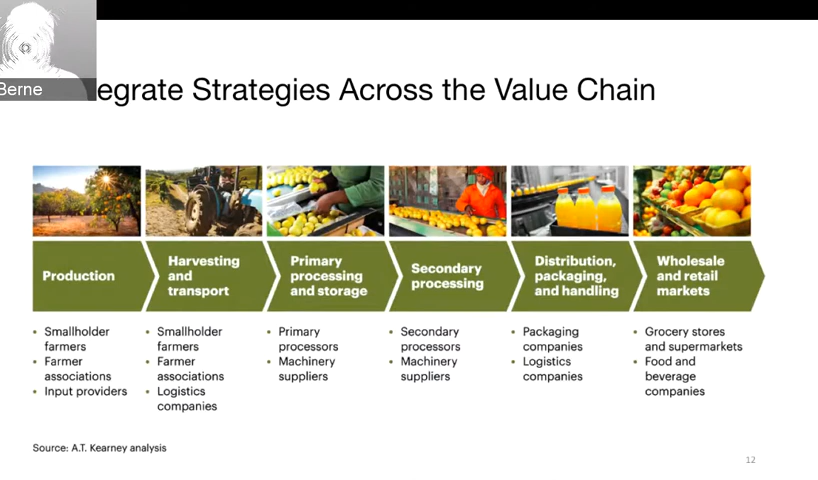 Berne
egrate Strategies Across the Value Chain
Production
Harvesting
and
transport
Primary
processing
and storage
Secondary
processing
Distribution,
packaging,
and handling
Wholesale
and retail
markets
• Smallholder
farmers
• Farmer
associations
• Input providers
• Smallholder
farmers
• Farmer
associations
• Logistics
companies
• Primary
processors
• Machinery
suppliers
• Secondary
processors
• Machinery
suppliers
• Packaging
companies
• Logistics
companies
• Grocery stores
and supermarkets
• Food and
beverage
companies
Source: A.T. Kearney analysis
12